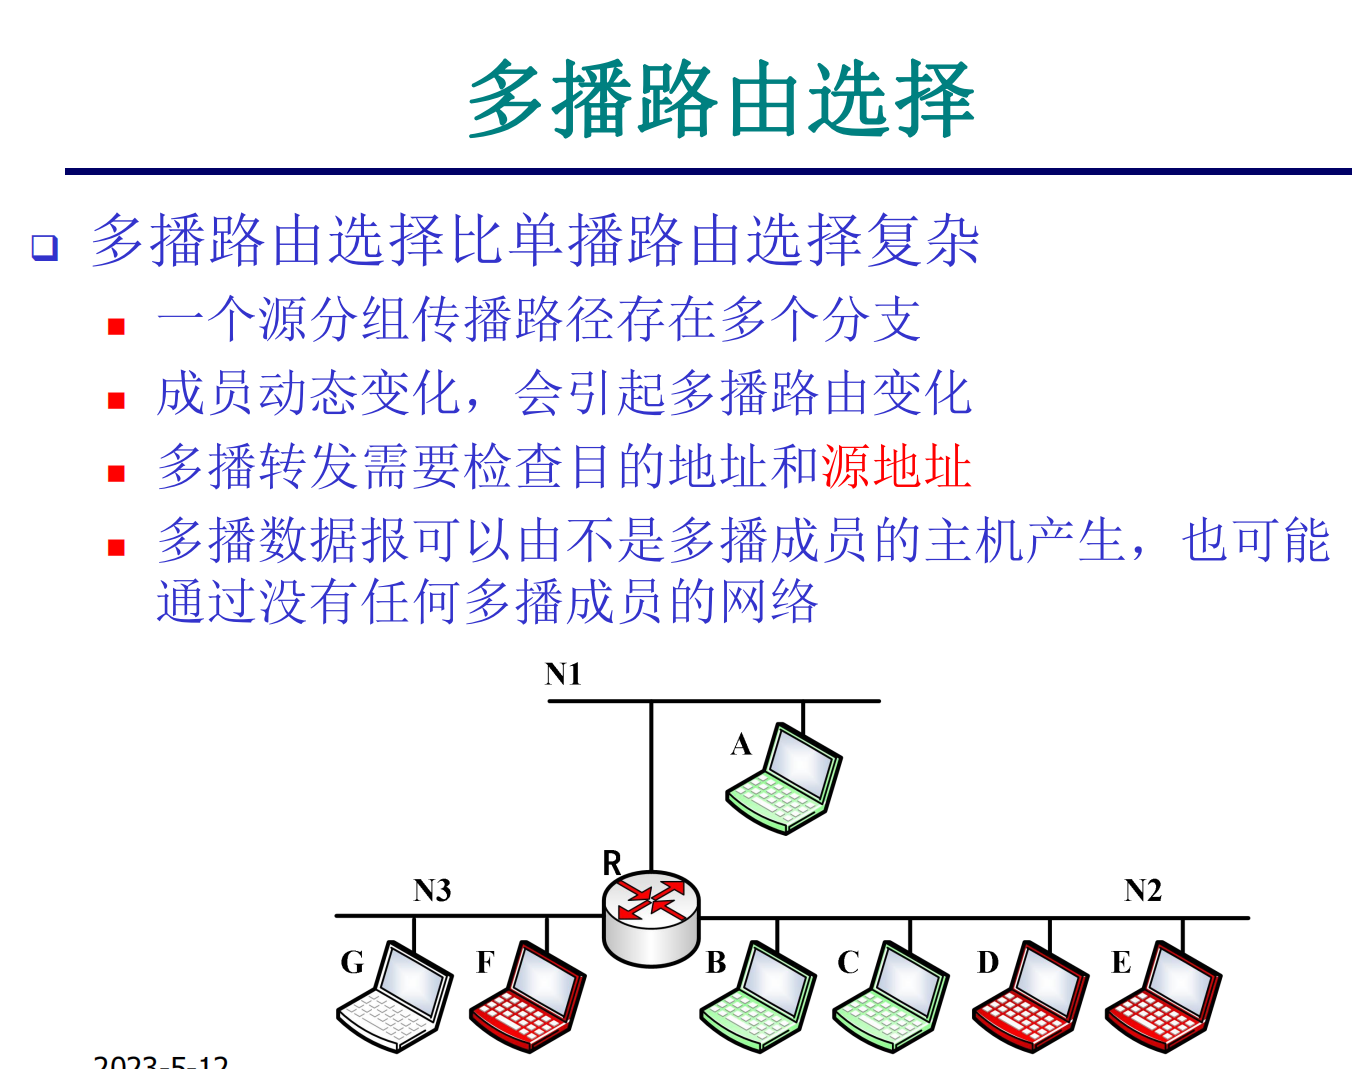 多播路由选择
多播路由选择比单播路由选择复杂
一个源分组传播路径存在多个分支
成员动态变化，会引起多播路由变化
多播转发需要检查目的地址和源地址
多播数据报可以由不是多播成员的主机产生，也可能
通过没有任何多播成员的网络
N1
A
R
N3
N2
G
F
B
C
D
E
2023-5-12